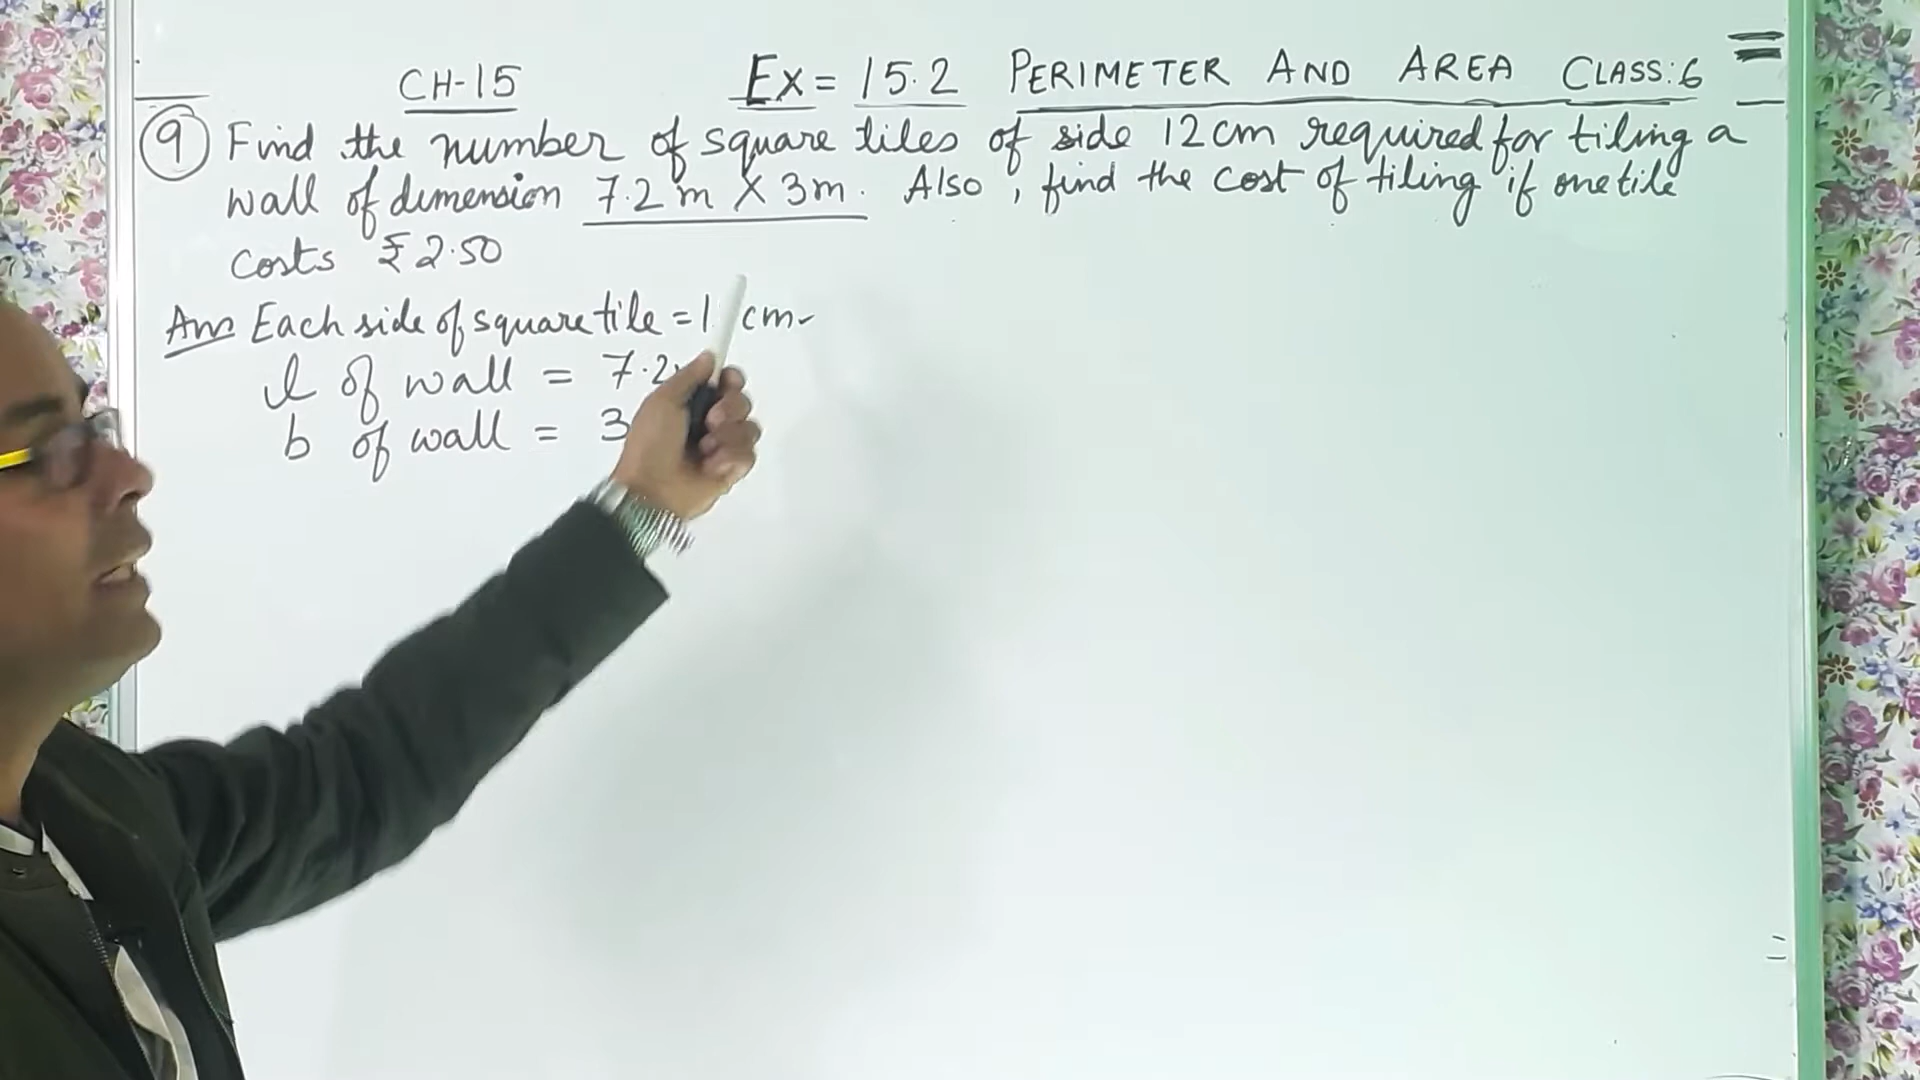 CH-15 Ex = 15.2 PERIMETER AND AREA CLASS:6
9 Find the number of square tiles of side 12 cm required for tiling a
wall of dimension 7.2 m X 3 m. Also, find the cost of tiling if one tile
costs ₹ 2.50
Ans Each side of square tile = 1 cm
l of wall = 7.2
b of wall = 3